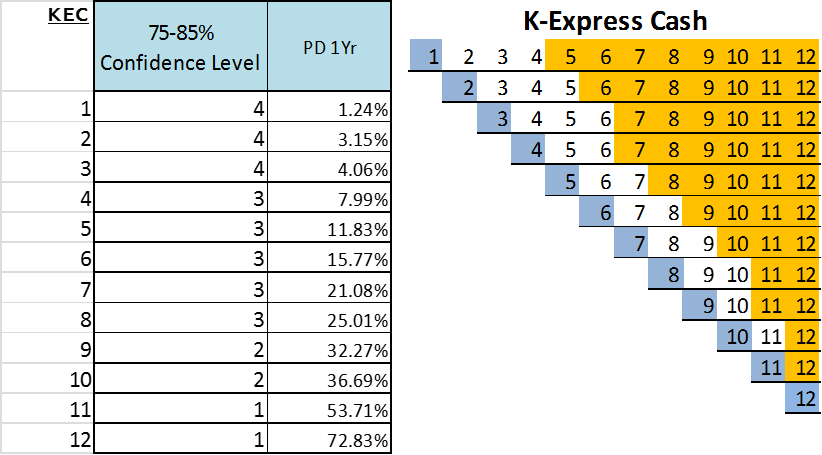 KEC 75-85% Confidence Level PD 1Yr
1 4 1.24%
2 4 3.15%
3 4 4.06%
4 3 7.99%
5 3 11.83%
6 3 15.77%
7 3 21.08%
8 3 25.01%
9 2 32.27%
10 2 36.69%
11 1 53.71%
12 1 72.83%
K-Express Cash
1 2 3 4 5 6 7 8 9 10 11 12
2 3 4 5 6 7 8 9 10 11 12
3 4 5 6 7 8 9 10 11 12
4 5 6 7 8 9 10 11 12
5 6 7 8 9 10 11 12
6 7 8 9 10 11 12
7 8 9 10 11 12
8 9 10 11 12
9 10 11 12
10 11 12
11 12
12